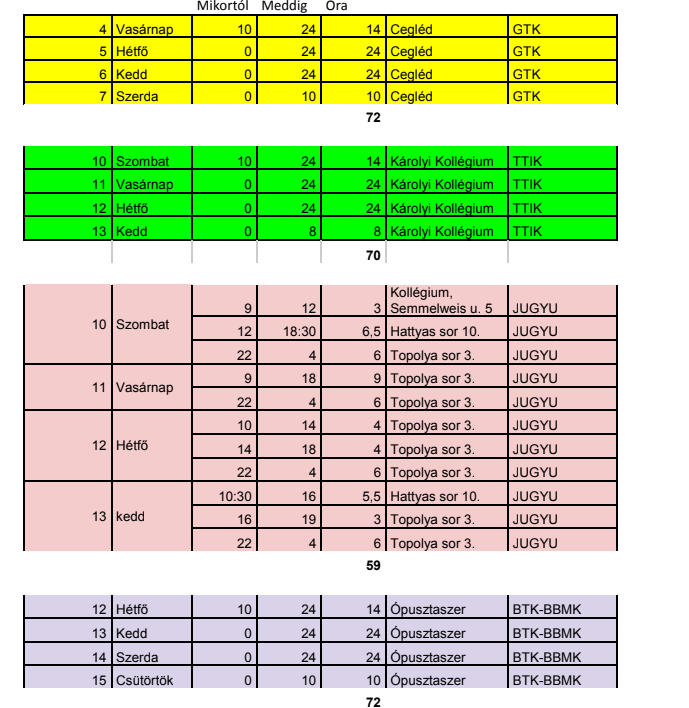 Mikortól Meddig Óra
4 Vasárnap 10 24 14 Cegléd GTK
5 Hétfő 0 24 24 Cegléd GTK
6 Kedd 0 24 24 Cegléd GTK
7 Szerda 0 10 10 Cegléd GTK
72
10 Szombat 10 24 14 Károlyi Kollégium TTIK
11 Vasárnap 0 24 24 Károlyi Kollégium TTIK
12 Hétfő 0 24 24 Károlyi Kollégium TTIK
13 Kedd 0 8 8 Károlyi Kollégium TTIK
70
Kollégium,
10 Szombat 9 12 3 Semmelweis u. 5 JUGYU
12 18:30 6,5 Hattyas sor 10. JUGYU
22 4 6 Topolya sor 3. JUGYU
11 Vasárnap 9 18 9 Topolya sor 3. JUGYU
22 4 6 Topolya sor 3. JUGYU
12 Hétfő 10 14 4 Topolya sor 3. JUGYU
14 18 4 Topolya sor 3. JUGYU
22 4 6 Topolya sor 3. JUGYU
13 kedd 10:30 16 5,5 Hattyas sor 10. JUGYU
16 19 3 Topolya sor 3. JUGYU
22 4 6 Topolya sor 3. JUGYU
59
12 Hétfő 10 24 14 Ópusztaszer BTK-BBMK
13 Kedd 0 24 24 Ópusztaszer BTK-BBMK
14 Szerda 0 24 24 Ópusztaszer BTK-BBMK
15 Csütörtök 0 10 10 Ópusztaszer BTK-BBMK
72